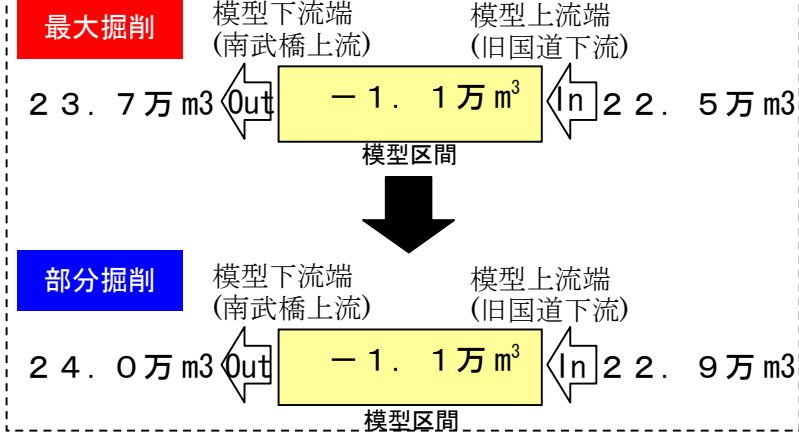 最大掘削
模型下流端
(南武橋上流)
模型上流端
(旧国道下流)
２３．７万m3
Out
－１．１万m³
In
２２．５万m3
模型区間
部分掘削
模型下流端
(南武橋上流)
模型上流端
(旧国道下流)
２４．０万m3
Out
－１．１万m³
In
２２．９万m3
模型区間